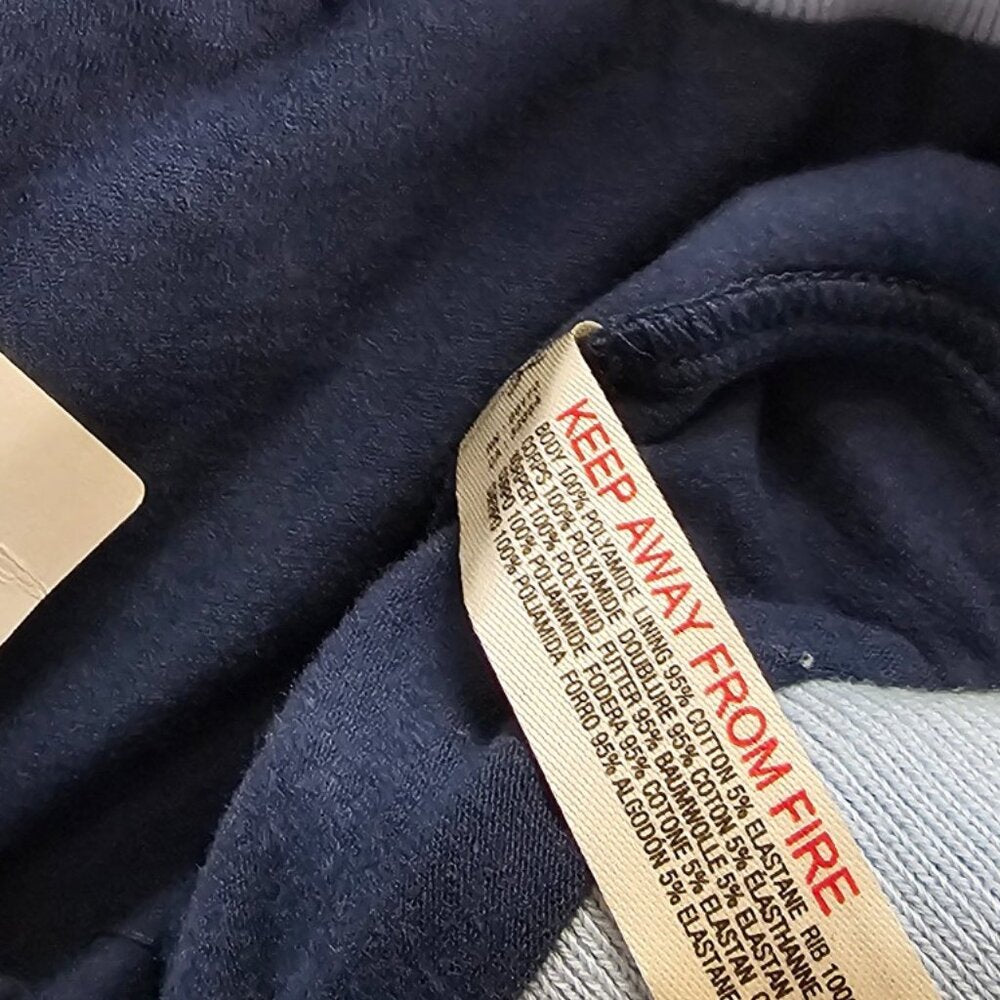 KEEP AWAY FROM FIRE
BODY 100% POLYAMIDE LINING 95% COTTON 5% ELASTANE RIB 100
CORPS 100% POLYAMIDE DOUBLURE 95% COTON 5% ÉLASTHANNE
100% POLYAMID FUTTER 95% BAUMWOLLE 5% ELASTAN
100% POLIAMMIDE FODERA 95% COTONE 5% ELASTAN
100% POLIAMIDA FORRO 95% ALGODON 5% ELASTANE